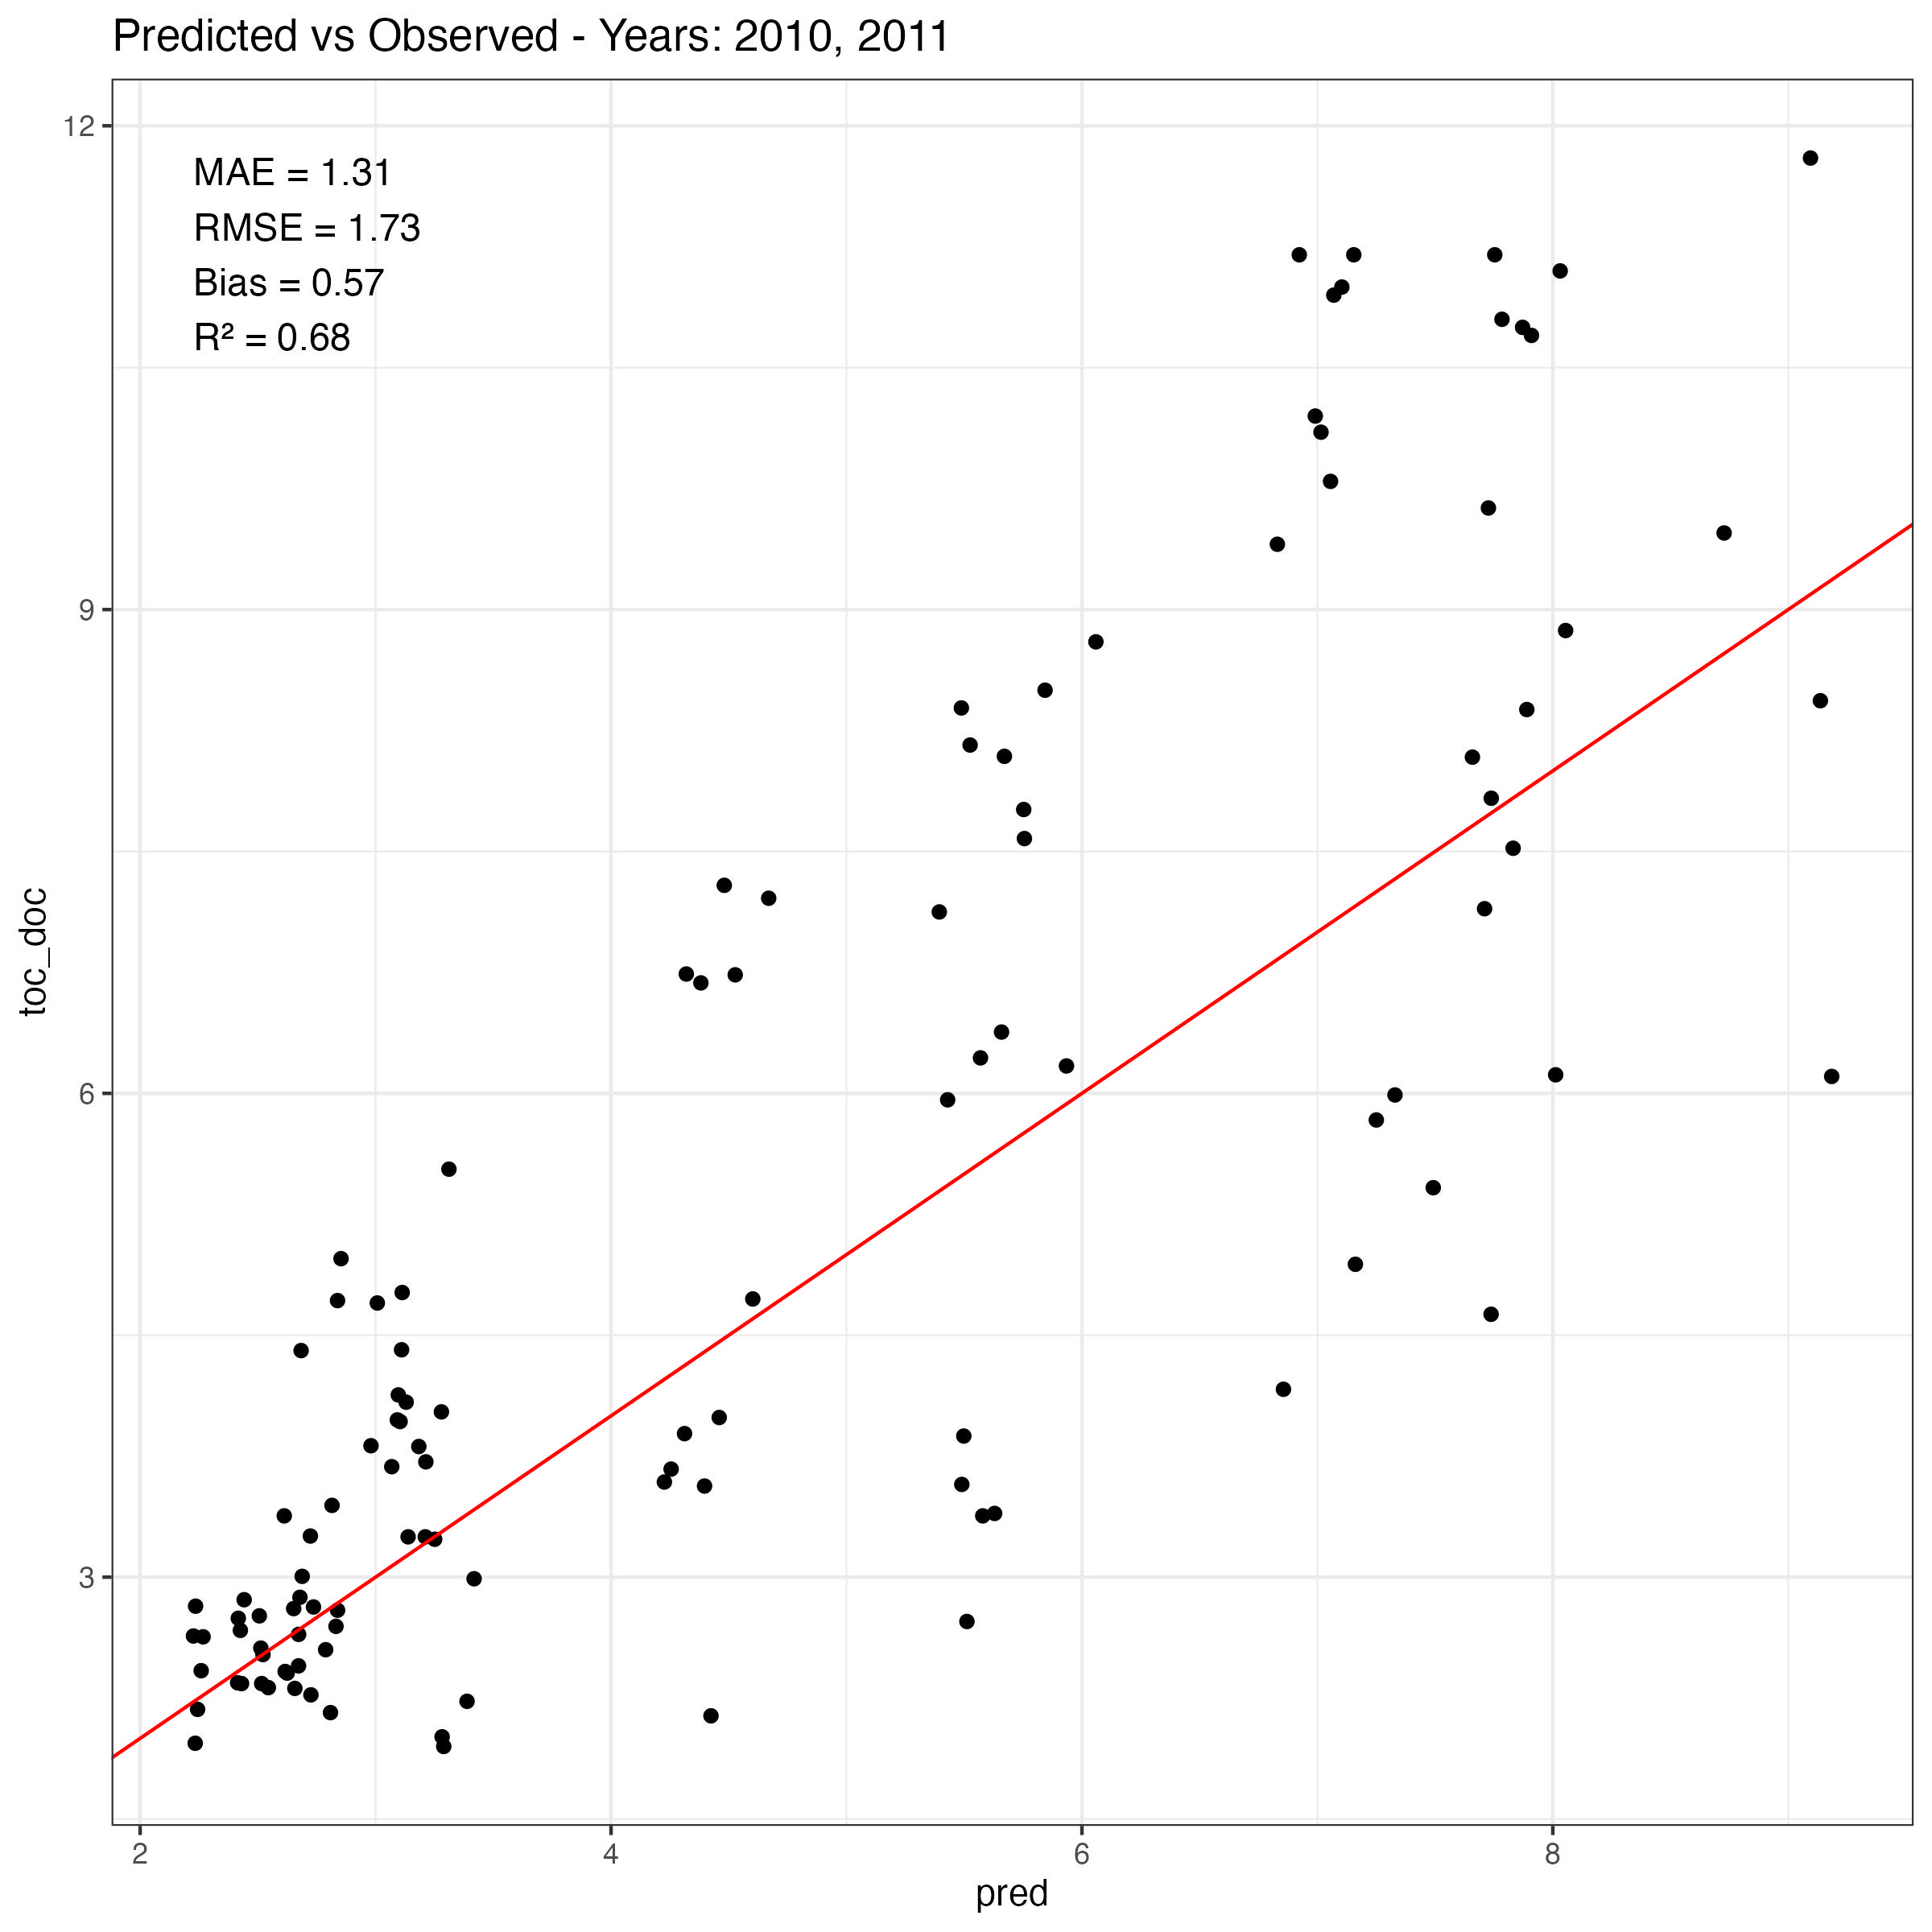 Predicted vs Observed - Years: 2010, 2011
MAE = 1.31
RMSE = 1.73
Bias = 0.57
R² = 0.68
12
9
6
3
toc_doc
2
4
6
8
pred